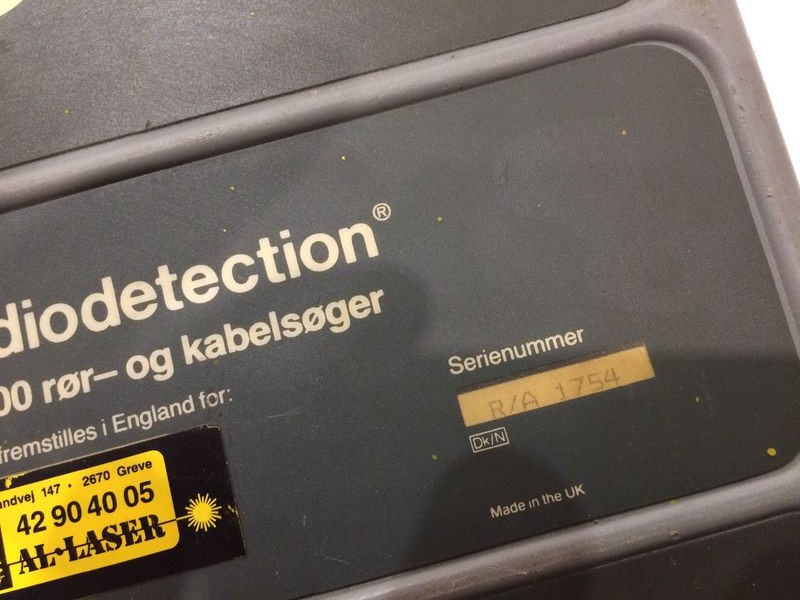 diodetection®
00 rør– og kabelsøger
fremstilles i England for:
andvej 147 • 2670 Greve
42 90 40 05
AL·LASER
Serienummer
R/A 1754
Dk/N
Made in the UK